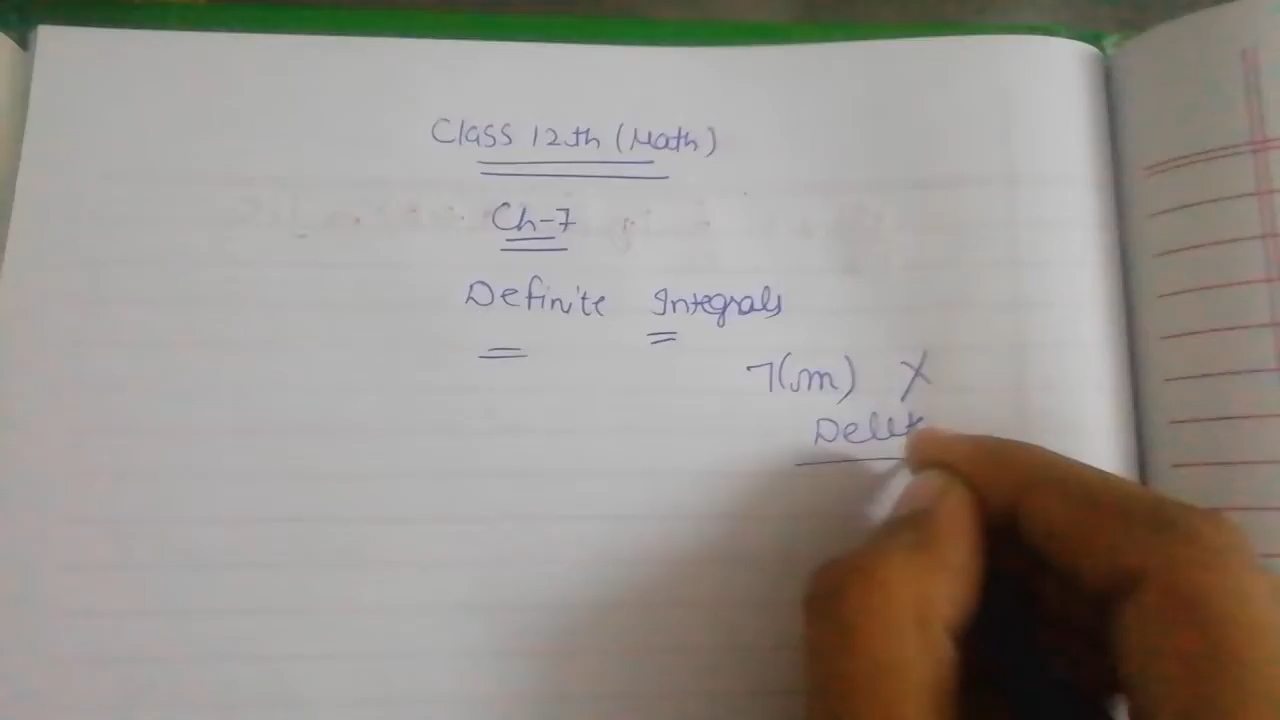 Class 12th (Math)
Ch-7
Definite Integrals
7(m) X